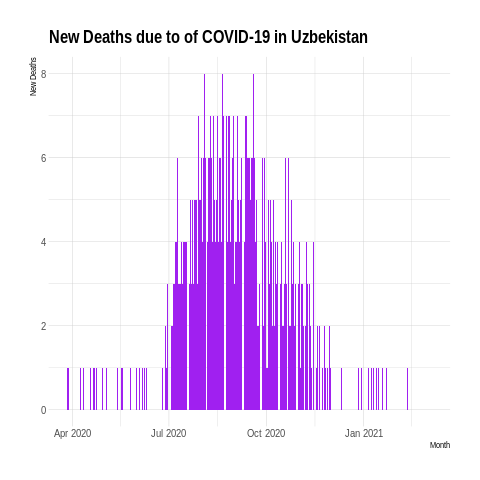 New Deaths due to of COVID-19 in Uzbekistan
New Deaths
8
6
4
2
0
Apr 2020
Jul 2020
Oct 2020
Jan 2021
Month